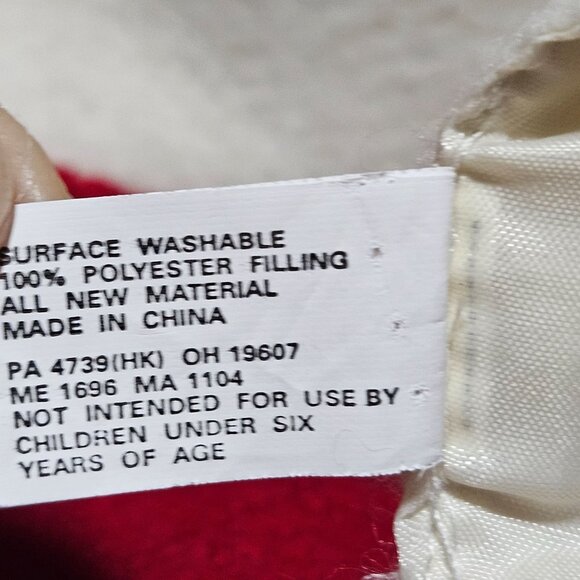 SURFACE WASHABLE
100% POLYESTER FILLING
ALL NEW MATERIAL
MADE IN CHINA
PA 4739(HK) OH 19607
ME 1696 MA 1104
NOT INTENDED FOR USE BY
CHILDREN UNDER SIX
YEARS OF AGE